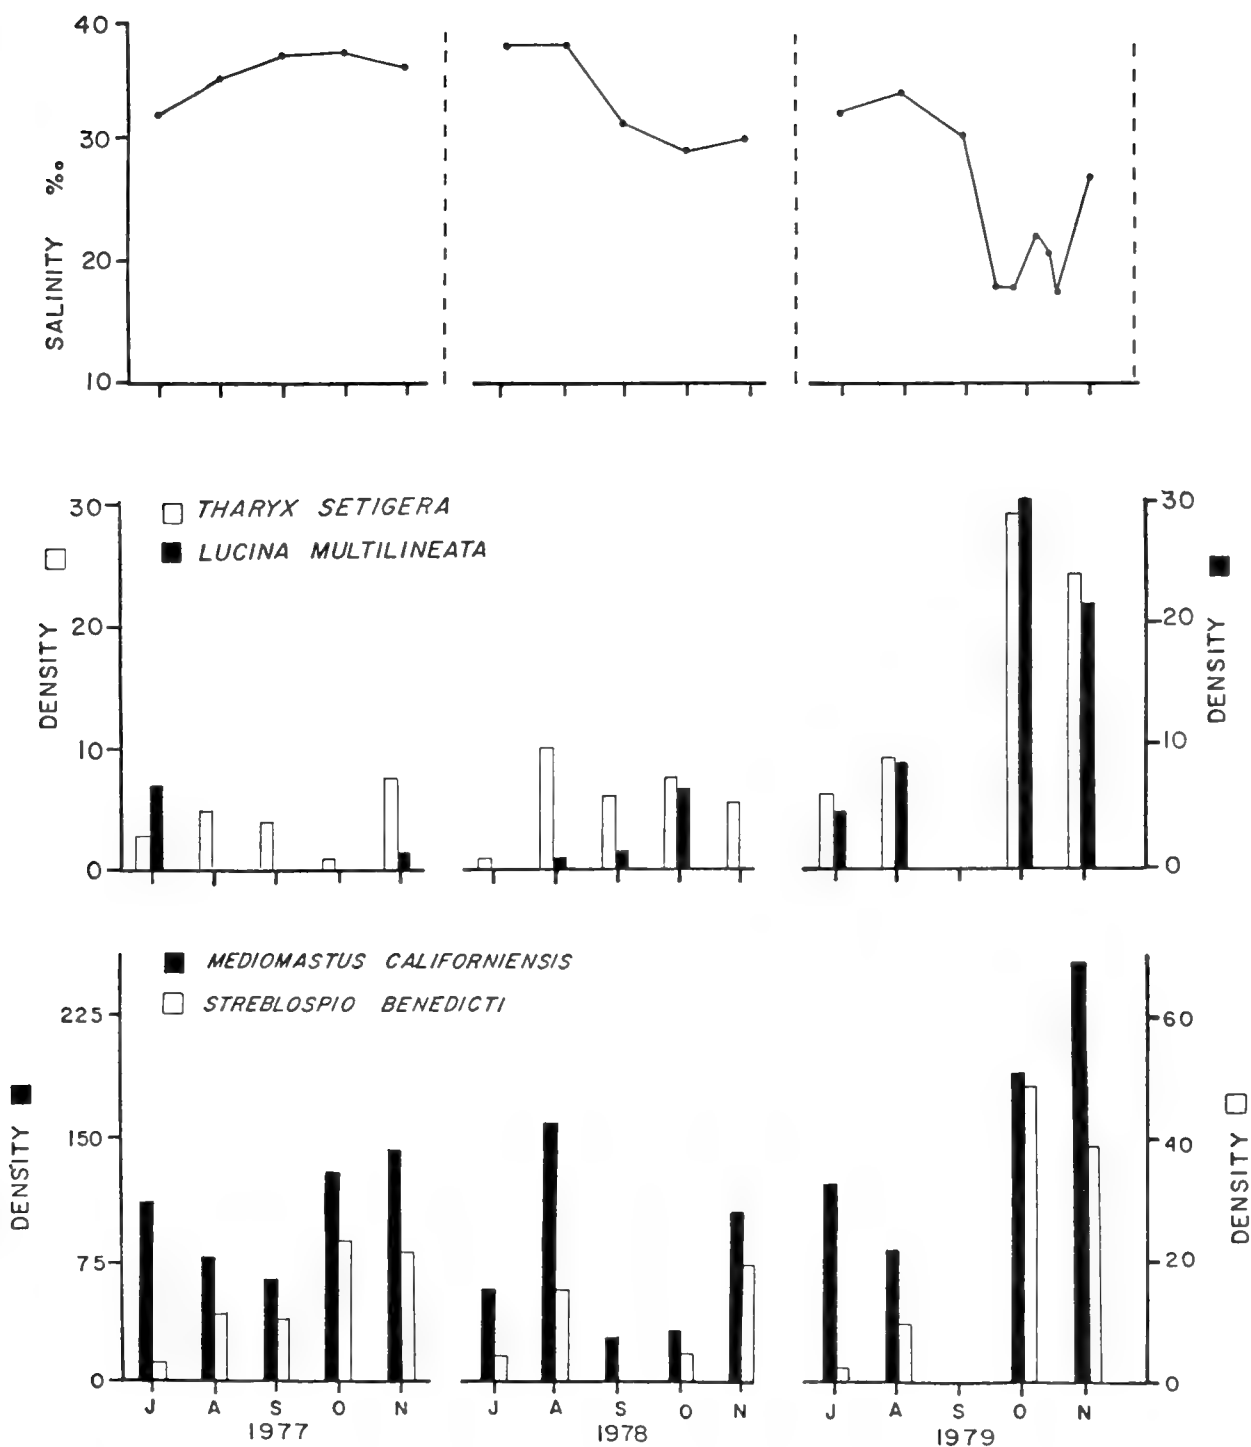 40
30
20
10
SALINITY ‰
THARYX SETIGERA
LUCINA MULTILINEATA
30
20
10
0
DENSITY
30
20
10
0
DENSITY
MEDIOMASTUS CALIFORNIENSIS
STREBLOSPIO BENEDICTI
225
150
75
0
DENSITY
60
40
20
0
DENSITY
J A S O N J A S O N J A S O N
1977 1978 1979